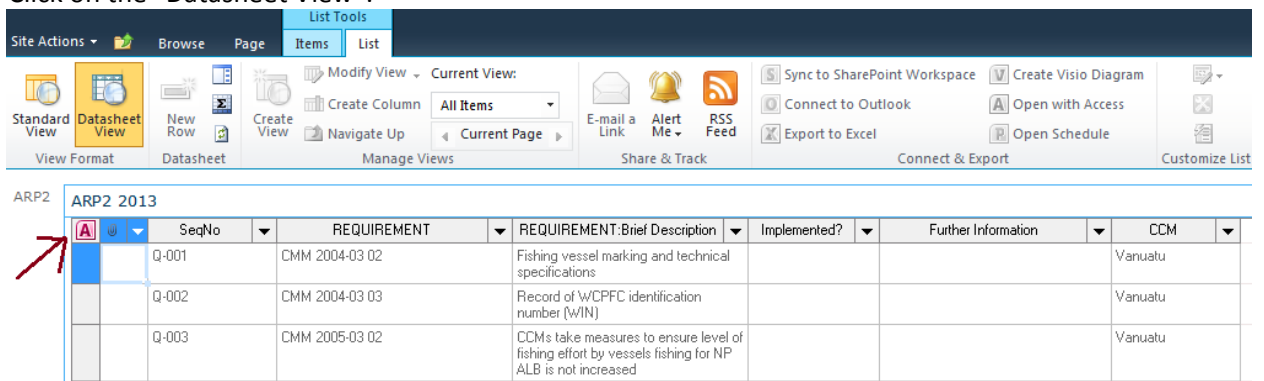 Click on the "Datasheet View".
List Tools
Site Actions Browse Page Items List
Standard View
Datasheet View
View Format
New Row
Σ
Datasheet
Create View
Modify View
Create Column
Navigate Up
Current View:
All Items
Current Page
Manage Views
E-mail a Link
Alert Me
RSS Feed
Share & Track
Sync to SharePoint Workspace
Connect to Outlook
Export to Excel
Create Visio Diagram
Open with Access
Open Schedule
Connect & Export
Customize List
ARP2
ARP2 2013
A SeqNo REQUIREMENT REQUIREMENT:Brief Description Implemented? Further Information CCM
Q-001 CMM 2004-03 02 Fishing vessel marking and technical Vanuatu
specifications
Q-002 CMM 2004-03 03 Record of WCPFC identification Vanuatu
number (WIN)
Q-003 CMM 2005-03 02 CCMs take measures to ensure level of Vanuatu
fishing effort by vessels fishing for NP
ALB is not increased